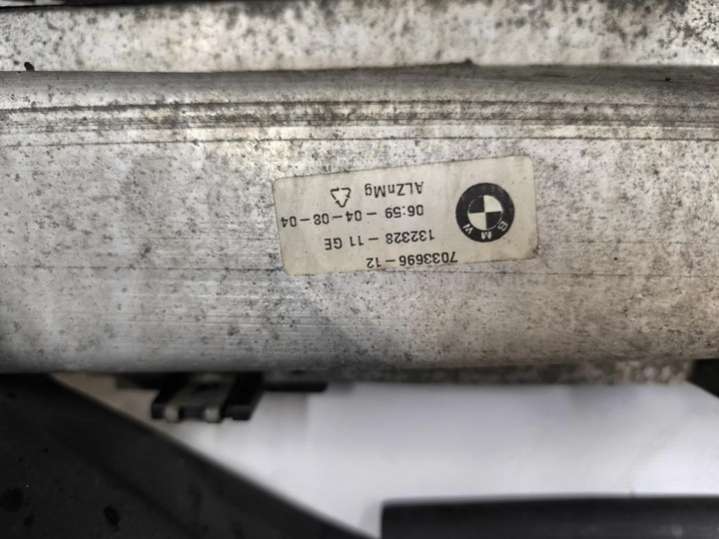 BMW
7033696-12
132328-11 GE
06:59 - 04-08-04
ALZnMg